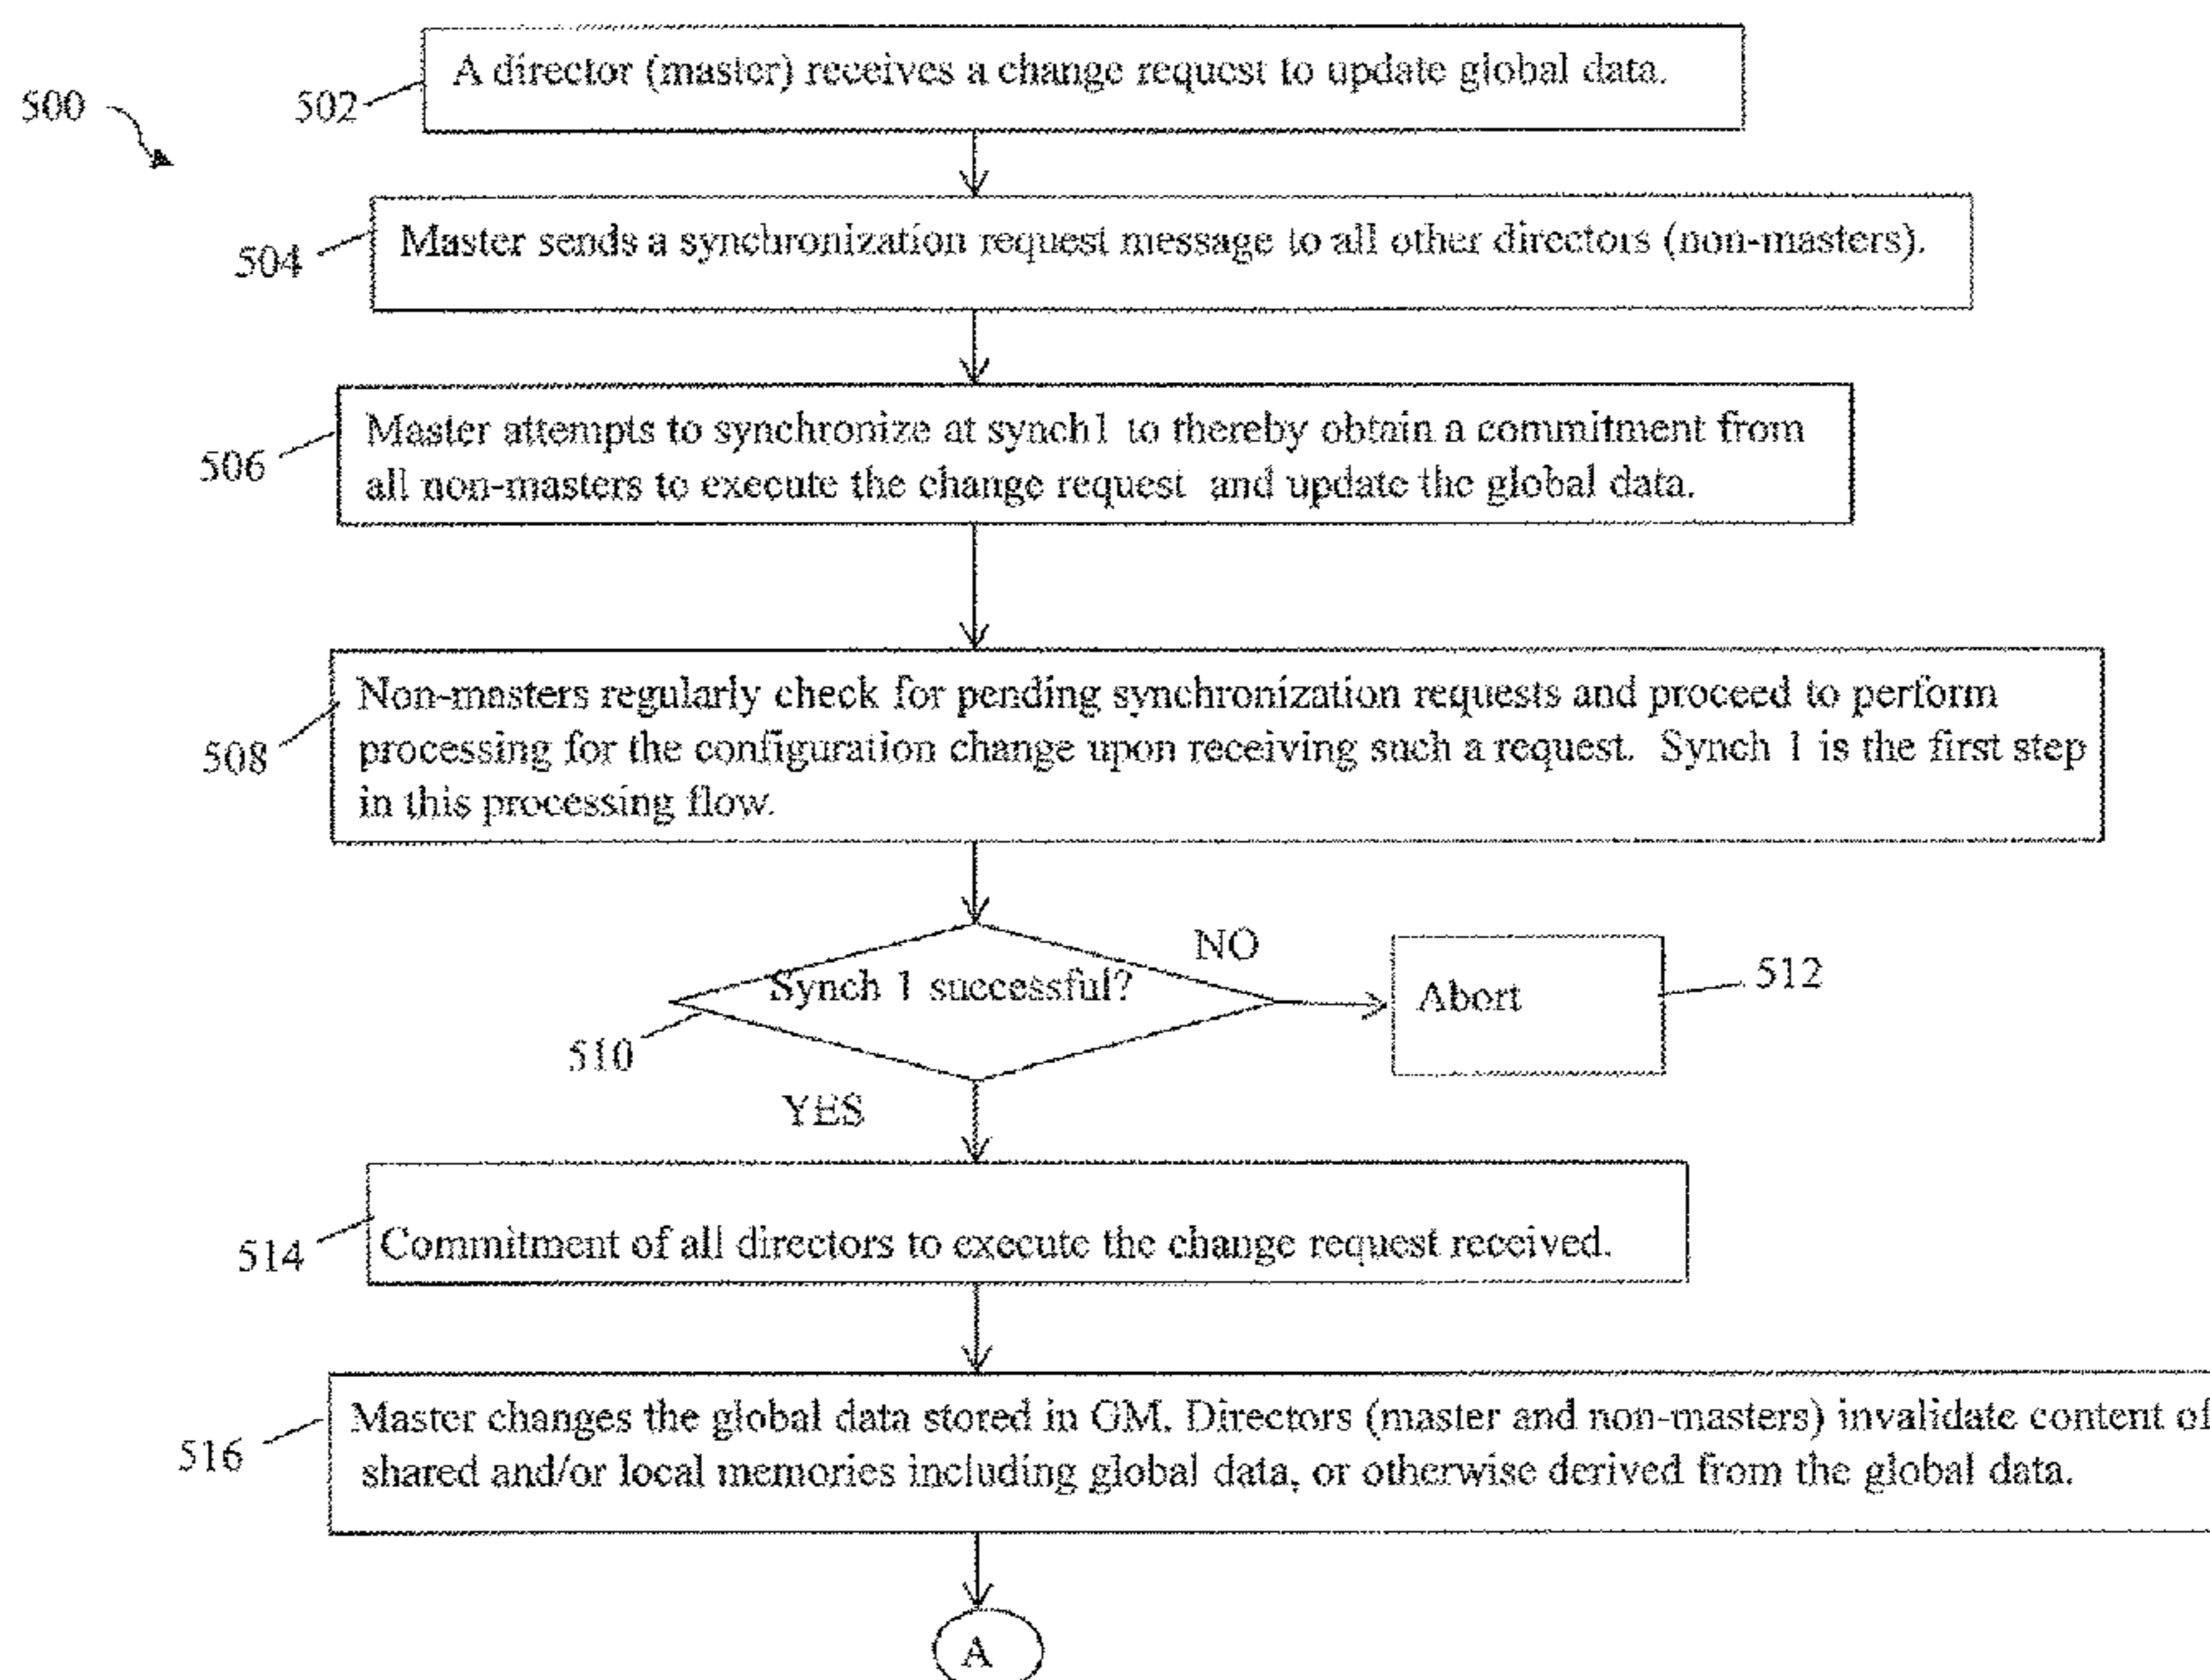 500
502
A director (master) receives a change request to update global data.
504
Master sends a synchronization request message to all other directors (non-masters).
506
Master attempts to synchronize at synch1 to thereby obtain a commitment from
all non-masters to execute the change request and update the global data.
508
Non-masters regularly check for pending synchronization requests and proceed to perform
processing for the configuration change upon receiving such a request. Synch 1 is the first step
in this processing flow.
NO
Synch 1 successful?
510
Abort
512
YES
514
Commitment of all directors to execute the change request received.
516
Master changes the global data stored in GM. Directors (master and non-masters) invalidate content of
shared and/or local memories including global data, or otherwise derived from the global data.
A